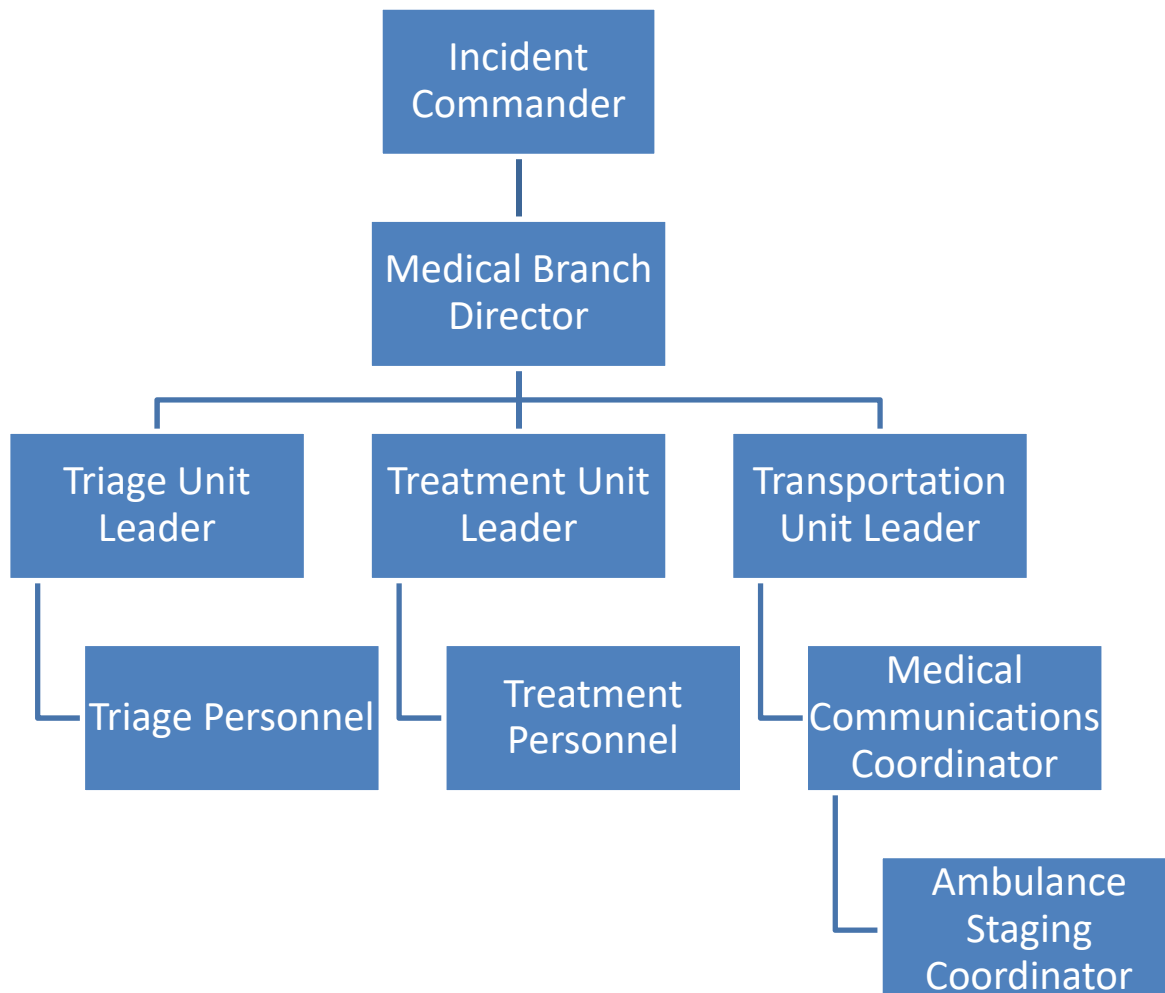 Incident
Commander
Medical Branch
Director
Triage Unit
Leader
Treatment Unit
Leader
Transportation
Unit Leader
Triage Personnel
Treatment
Personnel
Medical
Communications
Coordinator
Ambulance
Staging
Coordinator